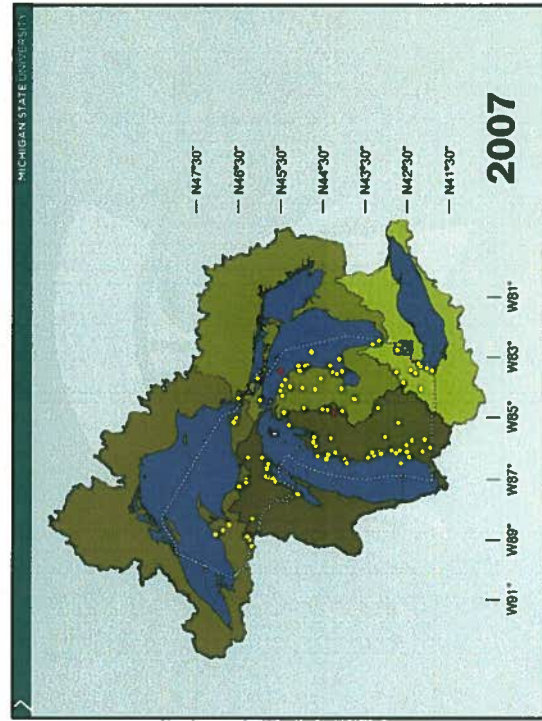 MICHIGAN STATE UNIVERSITY
— N47°30"
— N46°30"
— N45°30"
— N44°30"
— N43°30"
— N42°30"
— N41°30"
W91°
W89°
W87°
W85°
W83°
W81°
2007